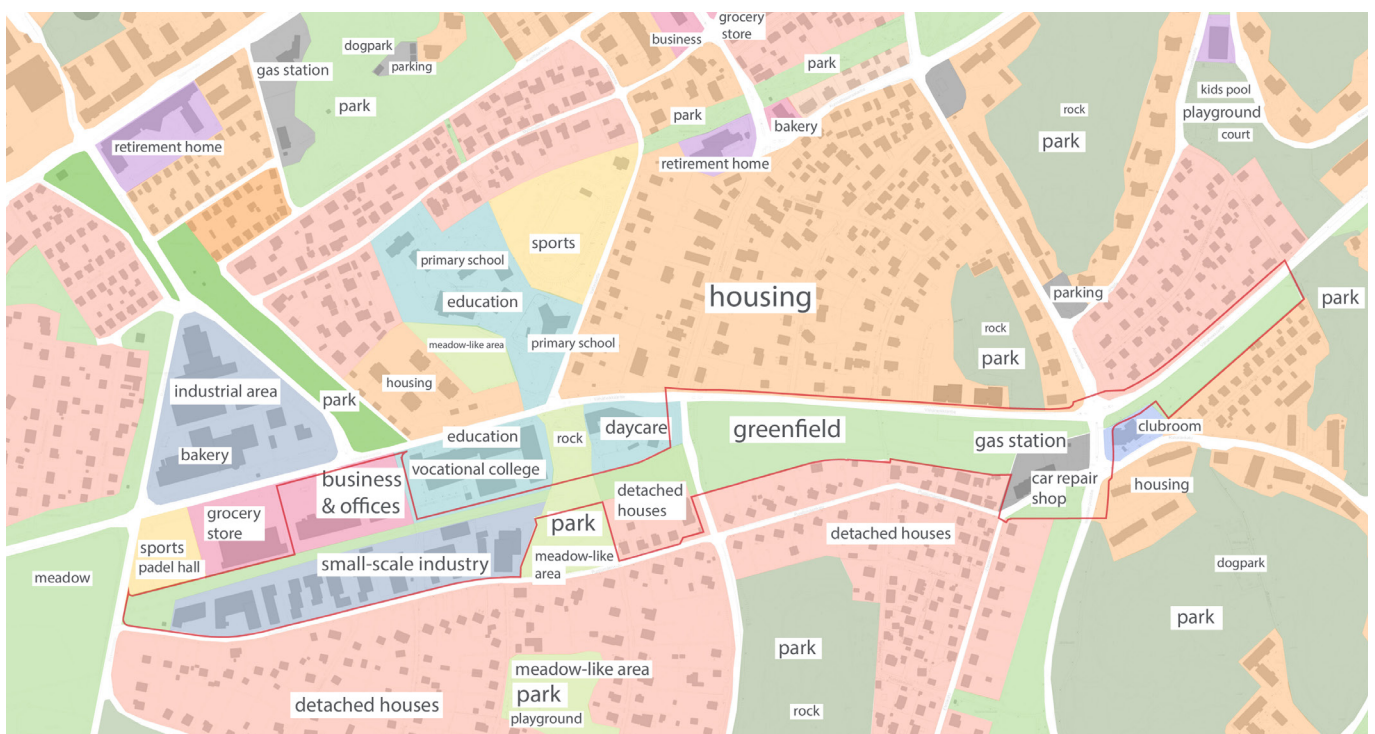 grocery
store
business
dogpark
parking
gas station
park
park
kids pool
playground
court
rock
park
park
bakery
retirement home
retirement home
sports
primary school
education
primary school
meadow-like area
housing
housing
rock
park
parking
park
industrial area
bakery
park
education
vocational college
rock
daycare
greenfield
gas station
car repair
shop
clubroom
housing
business
& offices
grocery
store
sports
padel hall
meadow
small-scale industry
park
meadow-like
area
detached
houses
detached houses
dogpark
park
park
rock
meadow-like area
park
playground
detached houses